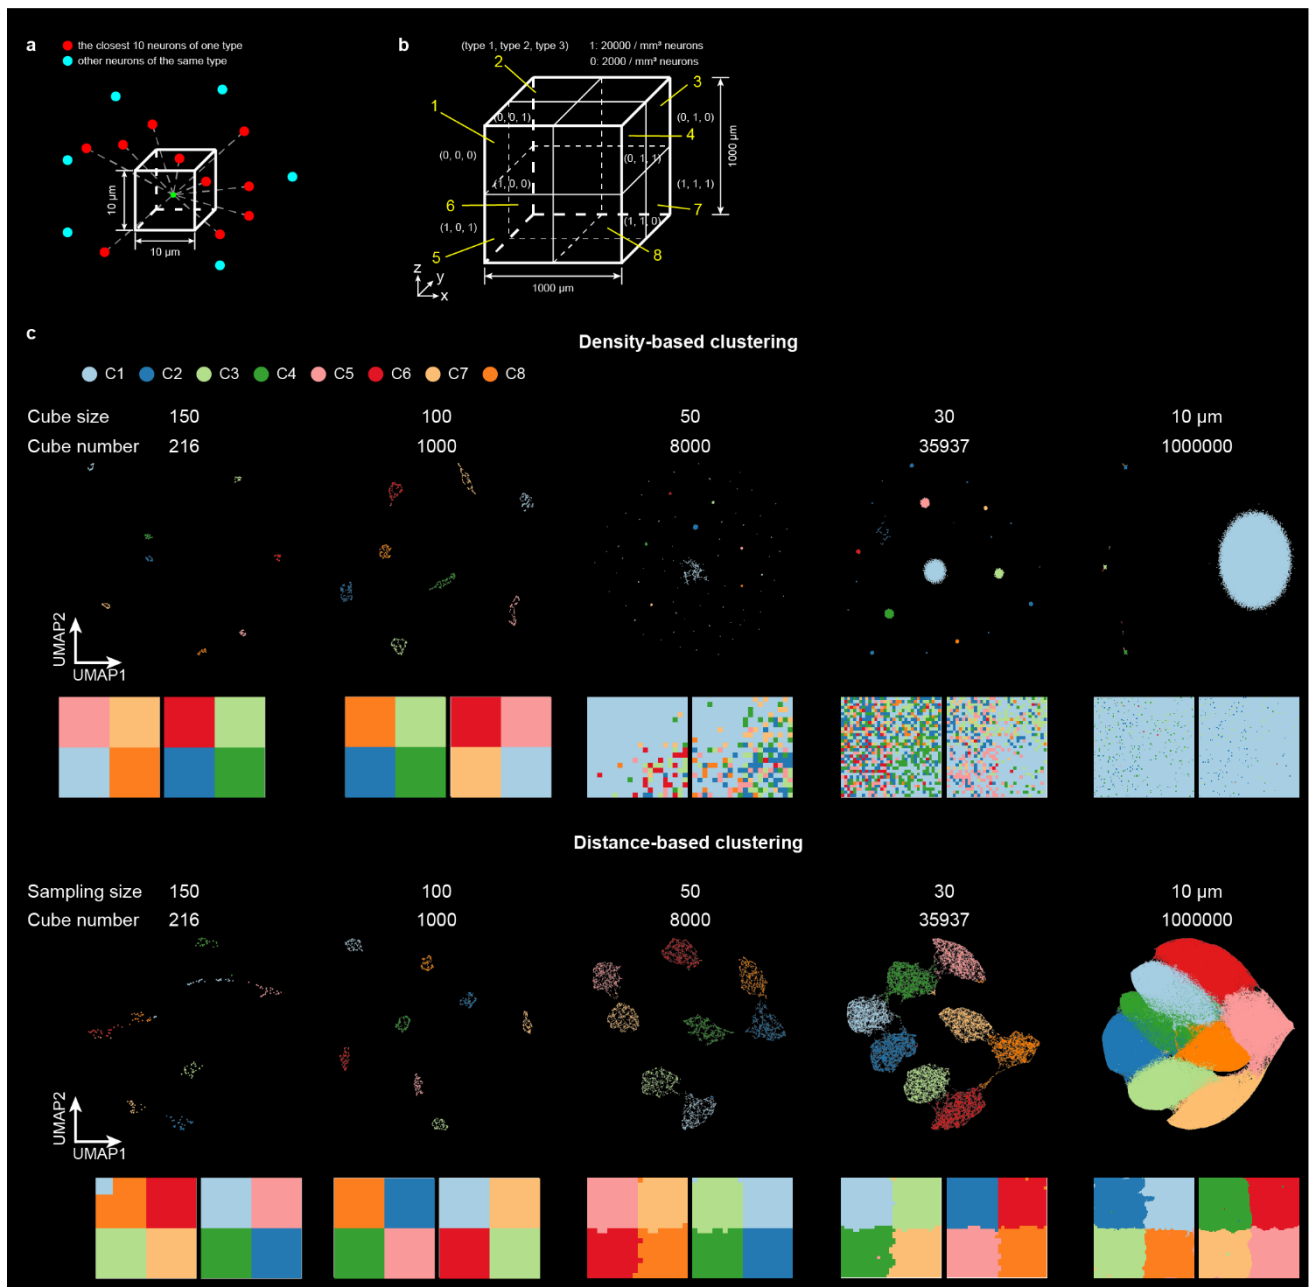 a
the closest 10 neurons of one type
other neurons of the same type
10 µm
10 µm
b
(type 1, type 2, type 3)
1: 20000 / mm³ neurons
0: 2000 / mm³ neurons
2
3
1
4
(0, 0, 1)
(0, 1, 0)
(0, 0, 0)
(0, 1, 1)
(1, 0, 0)
(1, 1, 1)
6
7
(1, 0, 1)
(1, 1, 0)
5
8
1000 µm
1000 µm
z
y
x
c
Density-based clustering
C1 C2 C3 C4 C5 C6 C7 C8
Cube size 150 100 50 30 10 µm
Cube number 216 1000 8000 35937 1000000
UMAP2
UMAP1
Distance-based clustering
Sampling size 150 100 50 30 10 µm
Cube number 216 1000 8000 35937 1000000
UMAP2
UMAP1